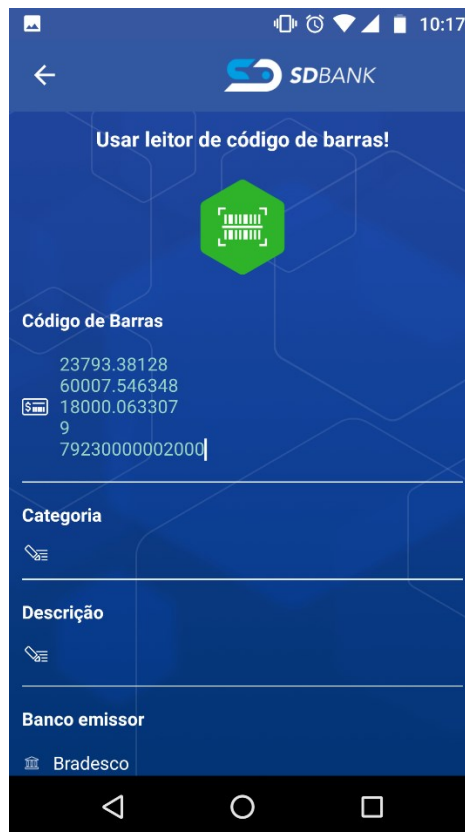 10:17
SDBANK
Usar leitor de código de barras!
Código de Barras
23793.38128
60007.546348
18000.063307
9
79230000002000
Categoria
Descrição
Banco emissor
Bradesco